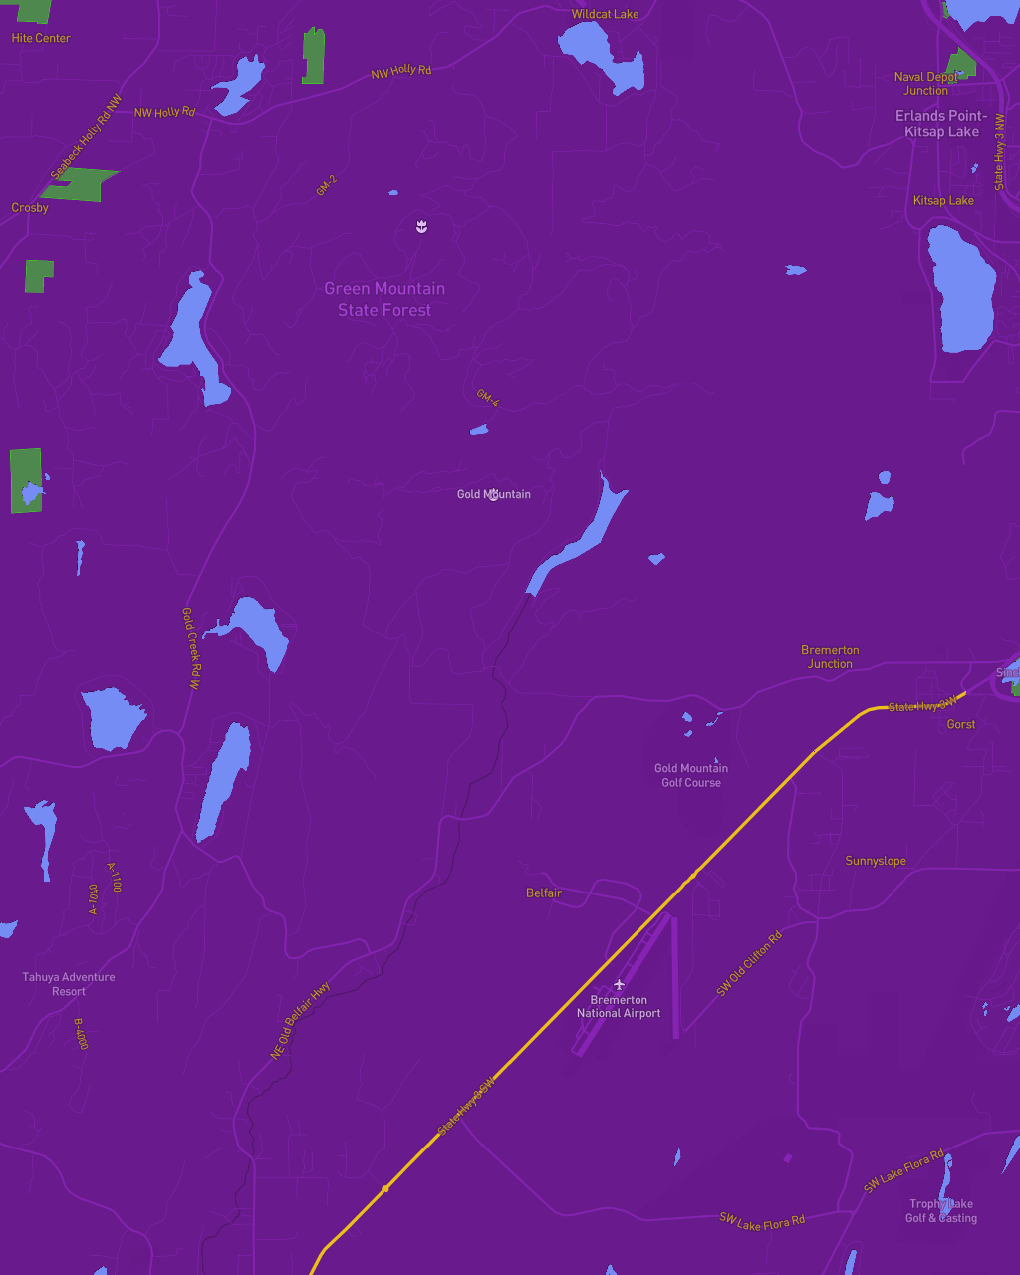 Wildcat Lake
Hite Center
NW Holly Rd
Naval Depot
Junction
NW Holly Rd
Erlands Point-
Kitsap Lake
Seabeck Holly Rd NW
State Hwy 3 NW
GM-2
Kitsap Lake
Crosby
Green Mountain
State Forest
GM-4
Gold Mountain
Gold Creek Rd W
Bremerton
Junction
Sincl
State Hwy 3 W
Gorst
Gold Mountain
Golf Course
Sunnyslope
A-1100
A-1040
Belfair
SW Old Clifton Rd
Tahuya Adventure
Resort
Bremerton
National Airport
NE Old Belfair Hwy
B-4000
State Hwy 3 SW
SW Lake Flora Rd
Trophy Lake
Golf & Casting
SW Lake Flora Rd